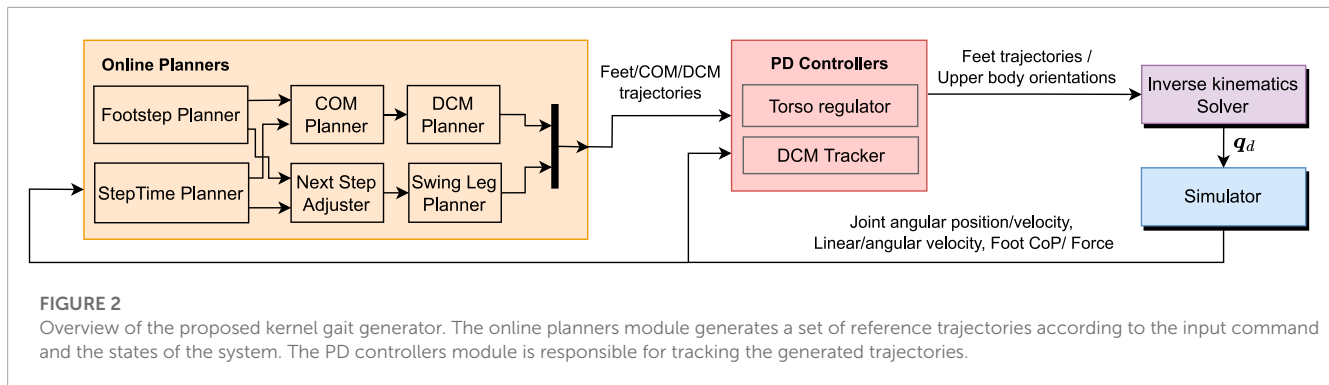 Online Planners
Footstep Planner
StepTime Planner
COM
Planner
DCM
Planner
Next Step
Adjuster
Swing Leg
Planner
Feet/COM/DCM
trajectories
PD Controllers
Torso regulator
DCM Tracker
Feet trajectories /
Upper body orientations
Inverse kinematics
Solver
q_d
Simulator
Joint angular position/velocity,
Linear/angular velocity, Foot CoP/ Force
FIGURE 2
Overview of the proposed kernel gait generator. The online planners module generates a set of reference trajectories according to the input command
and the states of the system. The PD controllers module is responsible for tracking the generated trajectories.